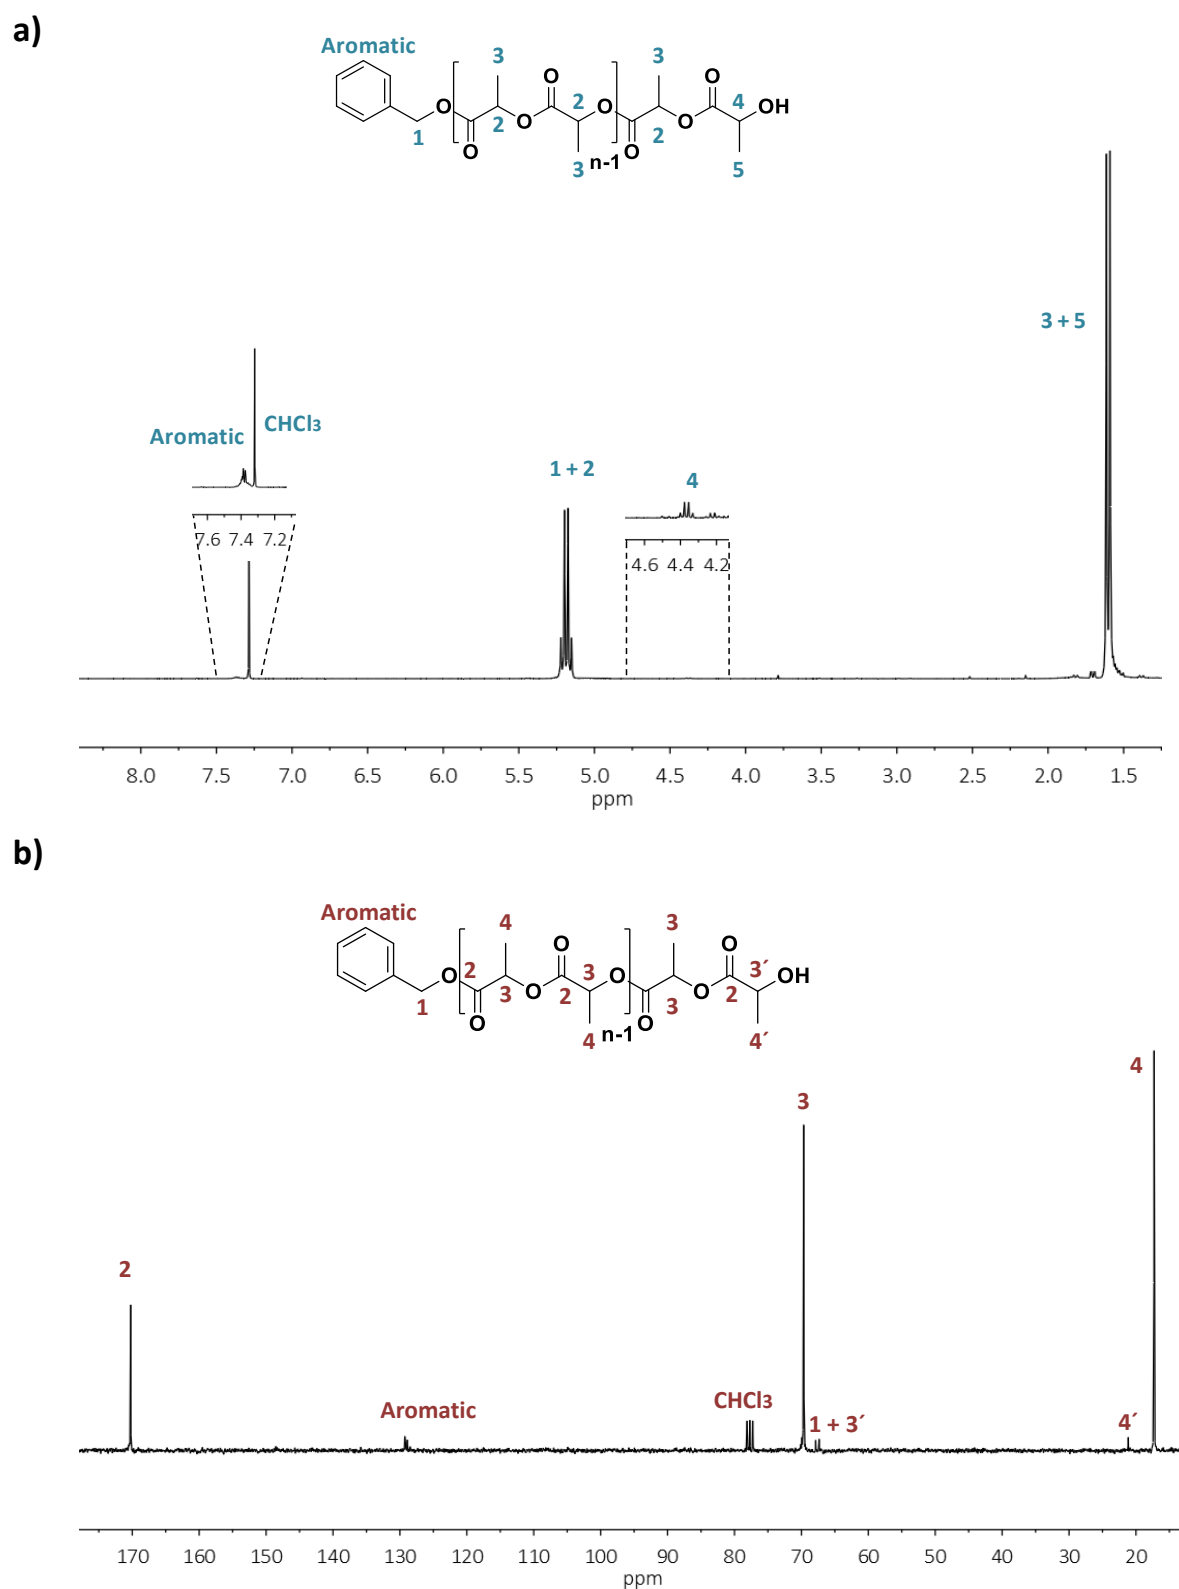 a)
Aromatic
3
3
O
O
O
2
O
4
OH
1
2
O
2
O
O
3
n-1
O
5
3 + 5
Aromatic
CHCl3
1 + 2
4
7.6 7.4 7.2
4.6 4.4 4.2
8.0 7.5 7.0 6.5 6.0 5.5 5.0 4.5 4.0 3.5 3.0 2.5 2.0 1.5
ppm
b)
Aromatic
4
3
O
O
O
2
3
O
3´
OH
1
3
O
2
3
O
2
O
4
n-1
O
4´
4
3
2
Aromatic
CHCl3
1 + 3´
4´
170 160 150 140 130 120 110 100 90 80 70 60 50 40 30 20
ppm